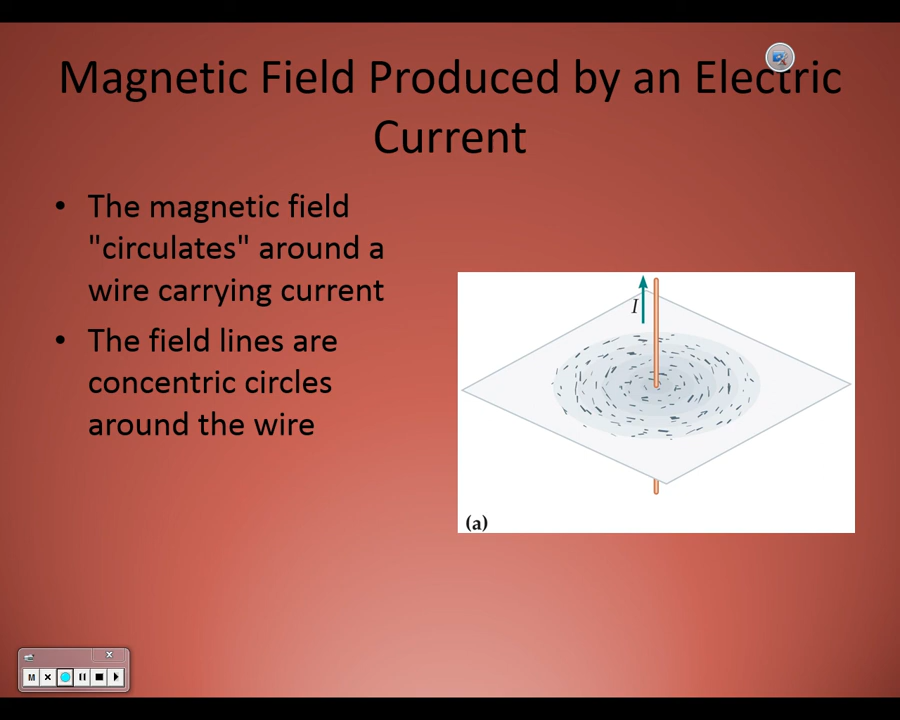 Magnetic Field Produced by an Electric
Current
• The magnetic field
"circulates" around a
wire carrying current
• The field lines are
concentric circles
around the wire
I
(a)
M